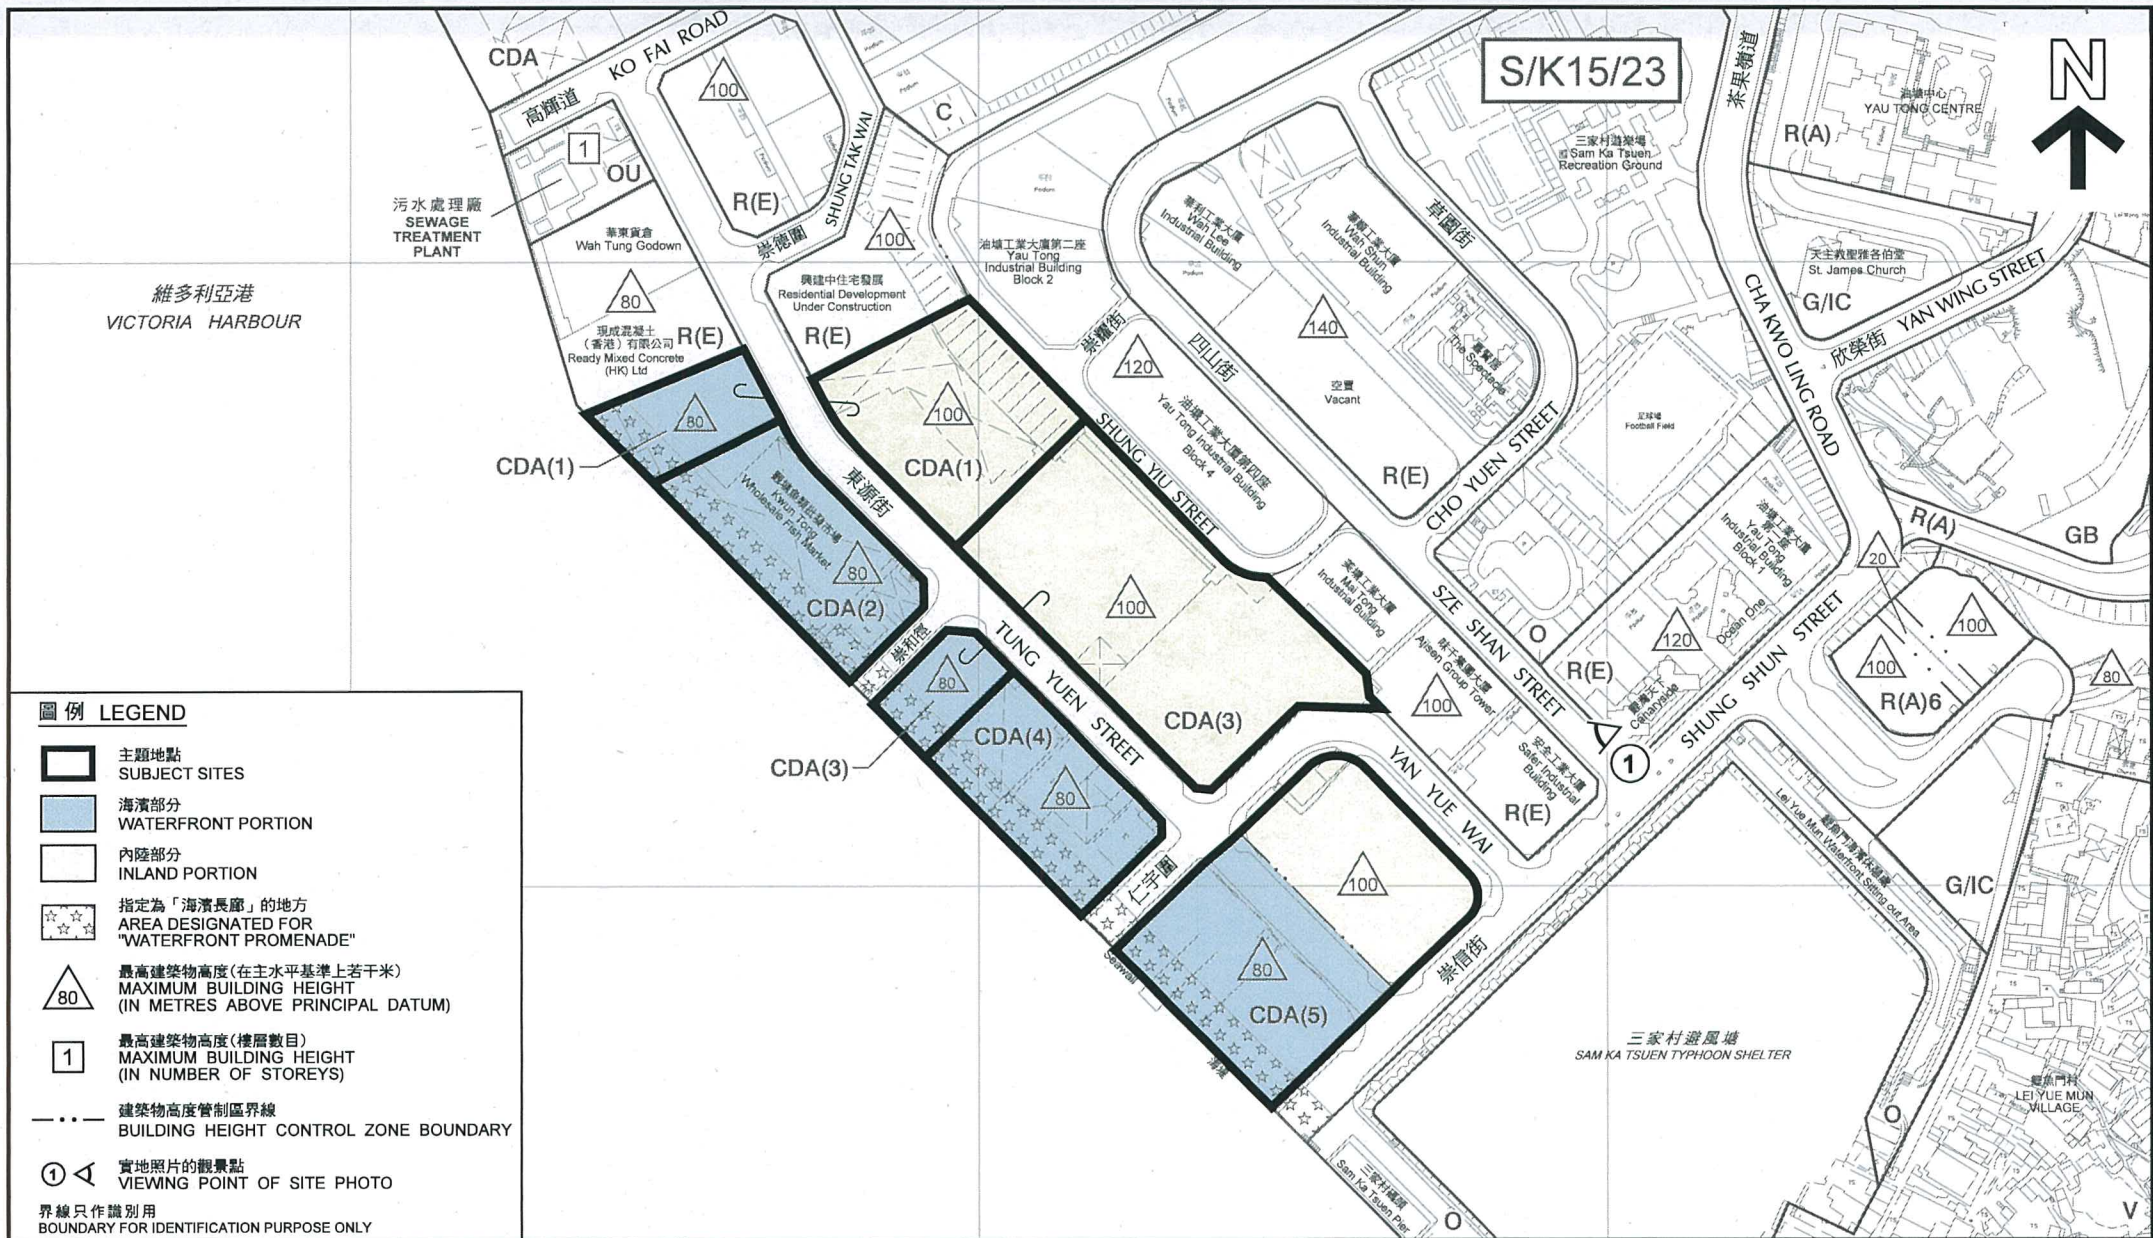 S/K15/23
N
CDA
高輝道
KO FAI ROAD
100
C
1
OU
污水處理廠
SEWAGE
TREATMENT
PLANT
R(E)
崇德圍
SHUNG TAK WAI
100
維多利亞港
VICTORIA HARBOUR
華東貨倉
Wah Tung Godown
80
現成混凝土
（香港）有限公司
Ready Mixed Concrete
(HK) Ltd
R(E)
興建中住宅發展
Residential Development
Under Construction
R(E)
油塘工業大廈第二座
Yau Tong
Industrial Building
Block 2
Podium
華利工業大廈
Wah Lee
Industrial Building
Podium
華順工業大廈
Wah Shun
Industrial Building
草園街
三家村遊樂場
Sam Ka Tsuen
Recreation Ground
茶果嶺道
油塘中心
YAU TONG CENTRE
R(A)
天主教聖雅各伯堂
St. James Church
G/IC
YAN WING STREET
欣榮街
CHA KWO LING ROAD
140
The Spectacle
空置
Vacant
R(E)
CHO YUEN STREET
足球場
Football Field
崇耀街
四山街
120
油塘工業大廈第四座
Yau Tong Industrial Building
Block 4
SHUNG YIU STREET
80
CDA(1)
100
CDA(1)
東源街
觀塘魚類批發市場
Kwun Tong
Wholesale Fish Market
80
CDA(2)
崇和徑
100
CDA(3)
TUNG YUEN STREET
80
CDA(3)
CDA(4)
80
美塘工業大廈
Mai Tong
Industrial Building
SZE SHAN STREET
味千集團大廈
Ajisen Group Tower
100
安全工業大廈
Safer Industrial
Building
R(E)
YAN YUE WAI
1
O
R(E)
120
油塘工業大廈
第一座
Yau Tong
Industrial Building
Block 1
Ocean One
Canaryside
SHUNG SHUN STREET
R(A)
GB
20
100
100
R(A)6
80
Lei Yue Mun Waterfront Sitting out Area
G/IC
仁宇圍
100
80
CDA(5)
崇信街
Seawall
海堤
三家村避風塘
SAM KA TSUEN TYPHOON SHELTER
三家村碼頭
Sam Ka Tsuen Pier
O
鯉魚門村
LEI YUE MUN
VILLAGE
O
V
圖例 LEGEND
主題地點
SUBJECT SITES
海濱部分
WATERFRONT PORTION
內陸部分
INLAND PORTION
指定為「海濱長廊」的地方
AREA DESIGNATED FOR
"WATERFRONT PROMENADE"
80
最高建築物高度(在主水平基準上若干米)
MAXIMUM BUILDING HEIGHT
(IN METRES ABOVE PRINCIPAL DATUM)
1
最高建築物高度(樓層數目)
MAXIMUM BUILDING HEIGHT
(IN NUMBER OF STOREYS)
建築物高度管制區界線
BUILDING HEIGHT CONTROL ZONE BOUNDARY
1
實地照片的觀景點
VIEWING POINT OF SITE PHOTO
界線只作識別用
BOUNDARY FOR IDENTIFICATION PURPOSE ONLY